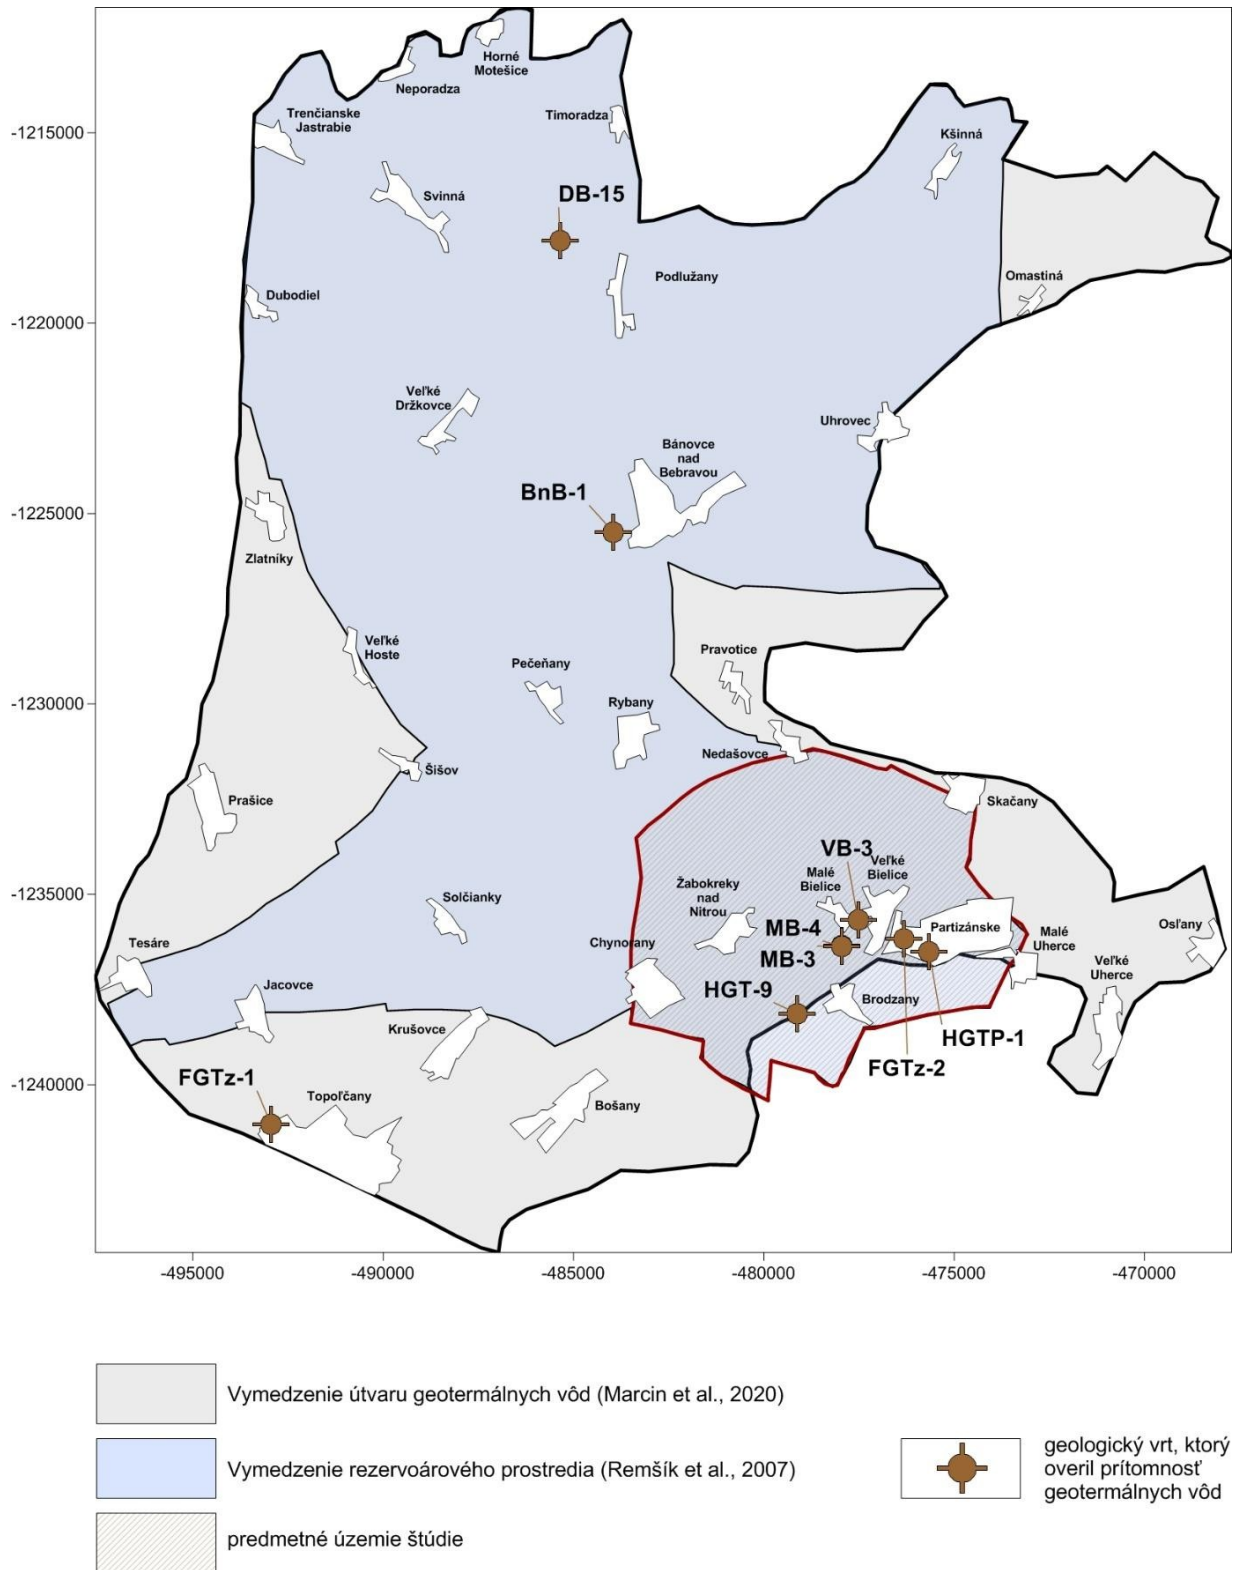 Horné
Motešice
Neporadza
Trenčianske
Jastrabie
Timoradza
-1215000
Kšinná
Svinná
DB-15
Podlužany
Omastiná
Dubodiel
-1220000
Veľké
Držkovce
Uhrovec
Bánovce
nad
Bebravou
BnB-1
-1225000
Zlatníky
Veľké
Hoste
Pečeňany
Pravotice
Rybany
-1230000
Nedašovce
Šišov
Prašice
Skačany
VB-3
Veľké
Bielice
Malé
Bielice
Žabokreky
nad
Nitrou
-1235000
Solčianky
MB-4
MB-3
Partizánske
Malé
Uherce
Osľany
Tesáre
Chynorany
Veľké
Uherce
Jacovce
HGT-9
Brodzany
Krušovce
HGTP-1
FGTz-2
-1240000
FGTz-1
Topoľčany
Bošany
-495000
-490000
-485000
-480000
-475000
-470000
Vymedzenie útvaru geotermálnych vôd (Marcin et al., 2020)
Vymedzenie rezervoárového prostredia (Remšík et al., 2007)
predmetné územie štúdie
geologický vrt, ktorý
overil prítomnosť
geotermálnych vôd